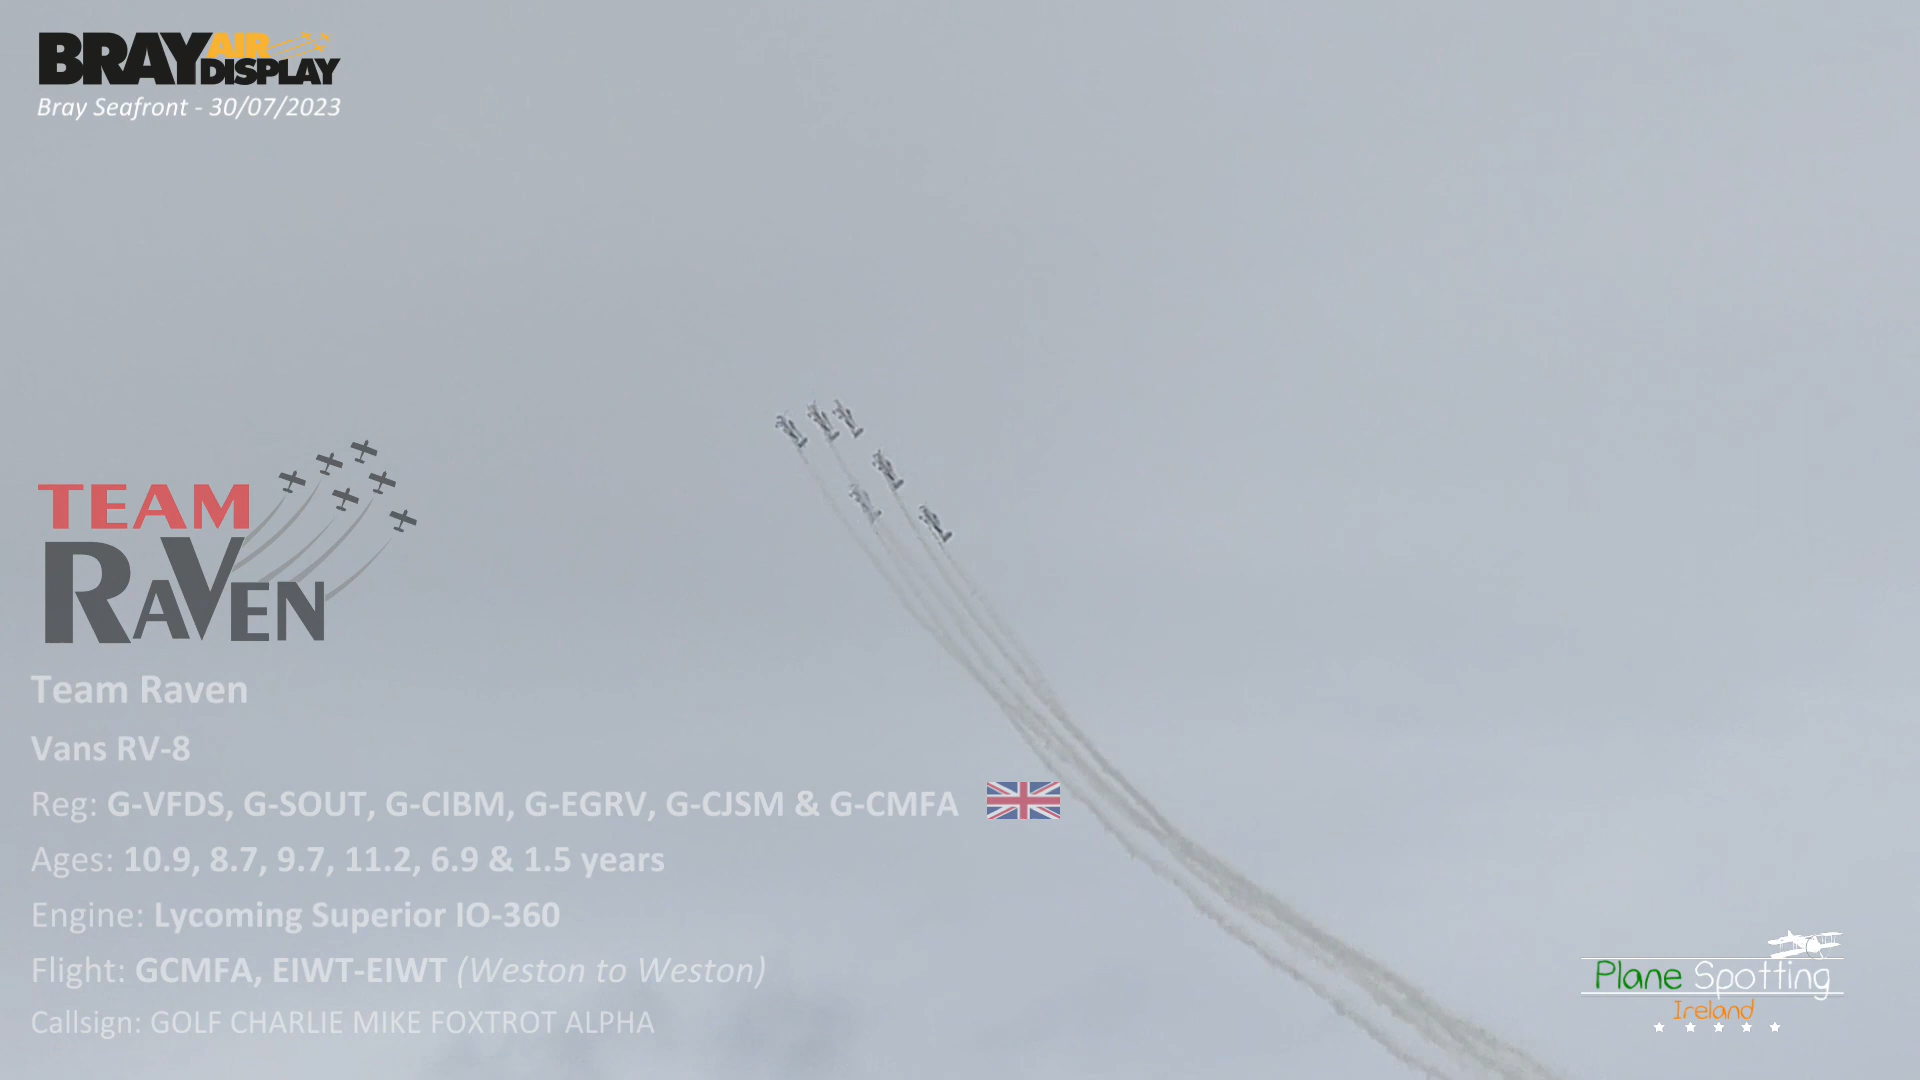 BRAY AIR DISPLAY
Bray Seafront - 30/07/2023
TEAM
RAVEN
Team Raven
Vans RV-8
Reg: G-VFDS, G-SOUT, G-CIBM, G-EGRV, G-CJSM & G-CMFA
Ages: 10.9, 8.7, 9.7, 11.2, 6.9 & 1.5 years
Engine: Lycoming Superior IO-360
Flight: GCMFA, EIWT-EIWT (Weston to Weston)
Callsign: GOLF CHARLIE MIKE FOXTROT ALPHA
Plane Spotting
Ireland